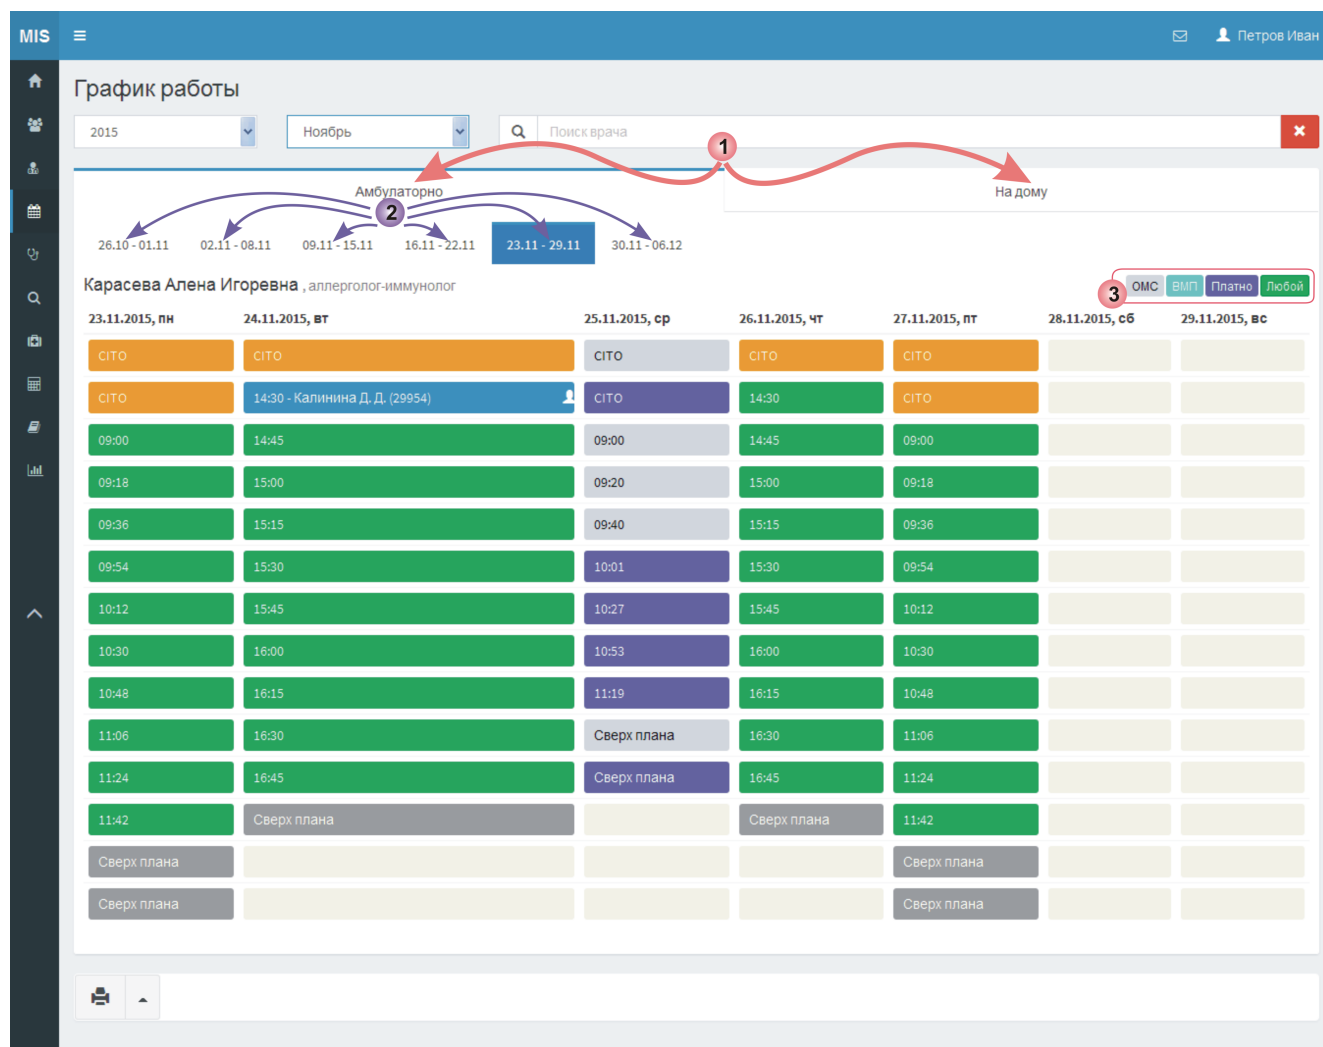 MIS
Петров Иван
График работы
2015
Ноябрь
Поиск врача
1
Амбулаторно
На дому
2
26.10 - 01.11
02.11 - 08.11
09.11 - 15.11
16.11 - 22.11
23.11 - 29.11
30.11 - 06.12
Карасева Алена Игоревна , аллерголог-иммунолог
3
ОМС
ВМП
Платно
Любой
23.11.2015, пн
24.11.2015, вт
25.11.2015, ср
26.11.2015, чт
27.11.2015, пт
28.11.2015, сб
29.11.2015, вс
CITO CITO CITO CITO CITO
CITO 14:30 - Калинина Д. Д. (29954) CITO 14:30 CITO
09:00 14:45 09:00 14:45 09:00
09:18 15:00 09:20 15:00 09:18
09:36 15:15 09:40 15:15 09:36
09:54 15:30 10:01 15:30 09:54
10:12 15:45 10:27 15:45 10:12
10:30 16:00 10:53 16:00 10:30
10:48 16:15 11:19 16:15 10:48
11:06 16:30 Сверх плана 16:30 11:06
11:24 16:45 Сверх плана 16:45 11:24
11:42 Сверх плана Сверх плана 11:42
Сверх плана Сверх плана
Сверх плана Сверх плана